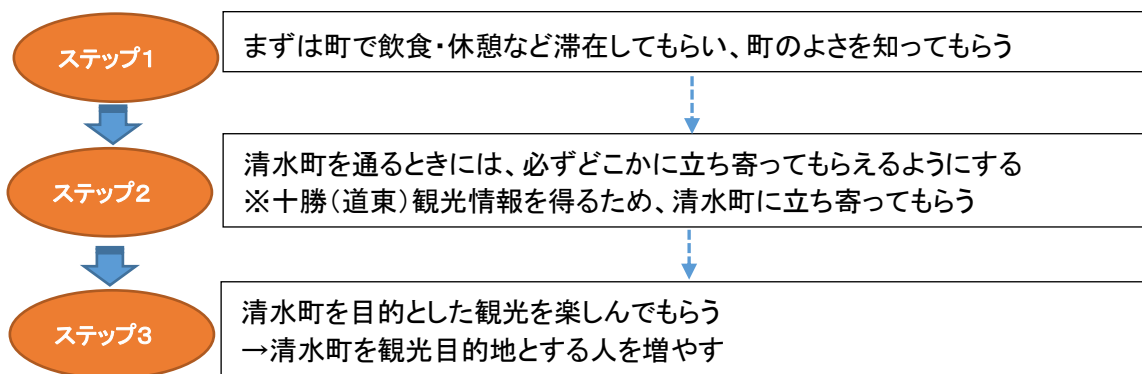 ステップ1
まずは町で飲食・休憩など滞在してもらい、町のよさを知ってもらう
ステップ2
清水町を通るときには、必ずどこかに立ち寄ってもらえるようにする
※十勝(道東)観光情報を得るため、清水町に立ち寄ってもらう
ステップ3
清水町を目的とした観光を楽しんでもらう
→清水町を観光目的地とする人を増やす